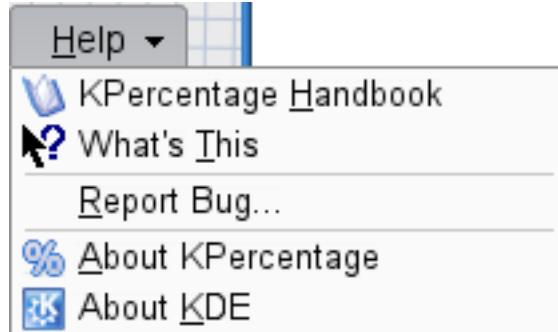 Help
KPercentage Handbook
What's This
Report Bug...
About KPercentage
About KDE